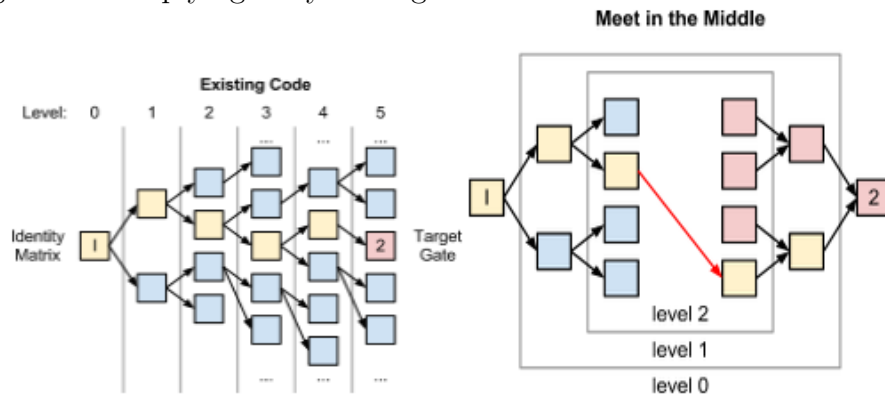 Existing Code
Level: 0 1 2 3 4 5
... ... ...
Identity
Matrix
I
2
Target
Gate
... ... ...
Meet in the Middle
I
2
level 2
level 1
level 0